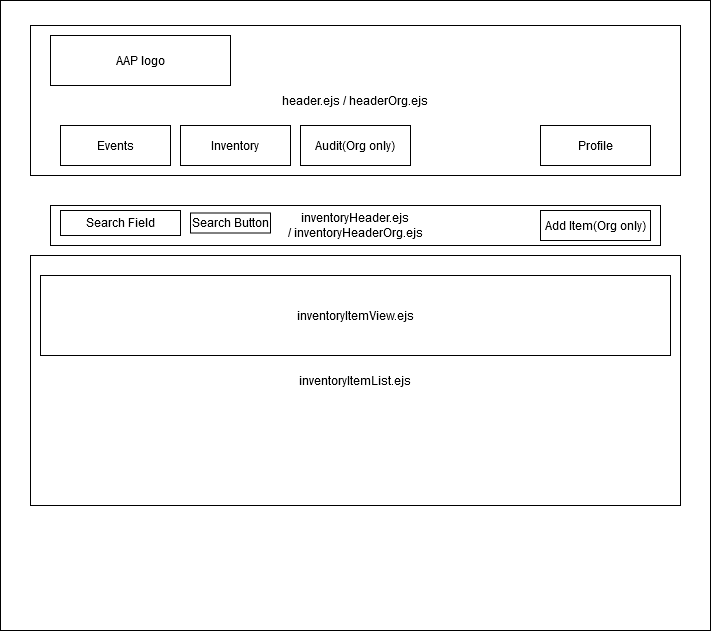 AAP logo
header.ejs / headerOrg.ejs
Events
Inventory
Audit(Org only)
Profile
Search Field
Search Button
inventoryHeader.ejs
/ inventoryHeaderOrg.ejs
Add Item(Org only)
inventoryItemView.ejs
inventoryItemList.ejs